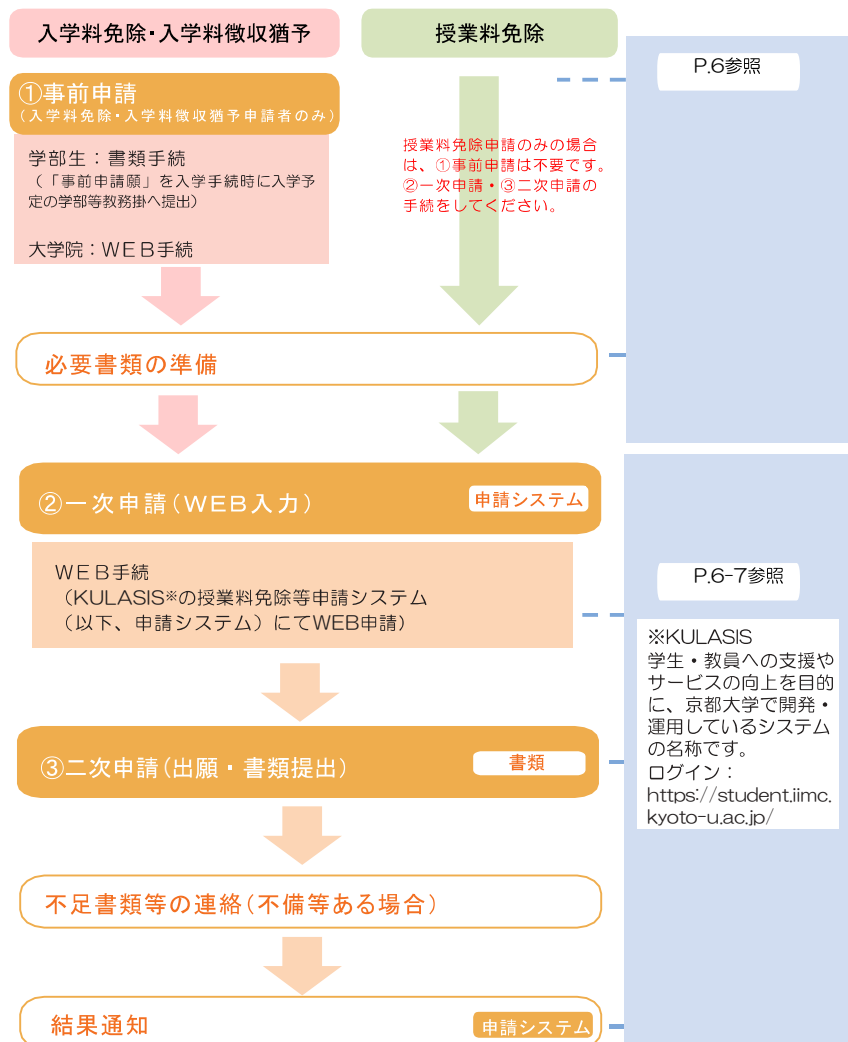 入学料免除・入学料徴収猶予
授業料免除
P.6参照
①事前申請
(入学料免除・入学料徴収猶予申請者のみ)
学部生：書類手続
（「事前申請願」を入学手続時に入学予
定の学部等教務掛へ提出）
大学院：ＷＥＢ手続
授業料免除申請のみの場合
は、①事前申請は不要です。
②一次申請・③二次申請の
手続をしてください。
必要書類の準備
②一次申請(WEB入力)
申請システム
ＷＥＢ手続
（KULASIS※の授業料免除等申請システム
（以下、申請システム）にてWEB申請）
P.6-7参照
※KULASIS
学生・教員への支援や
サービスの向上を目的
に、京都大学で開発・
運用しているシステム
の名称です。
ログイン：
https://student.iimc.
kyoto-u.ac.jp/
③二次申請(出願・書類提出)
書類
不足書類等の連絡(不備等ある場合)
結果通知
申請システム